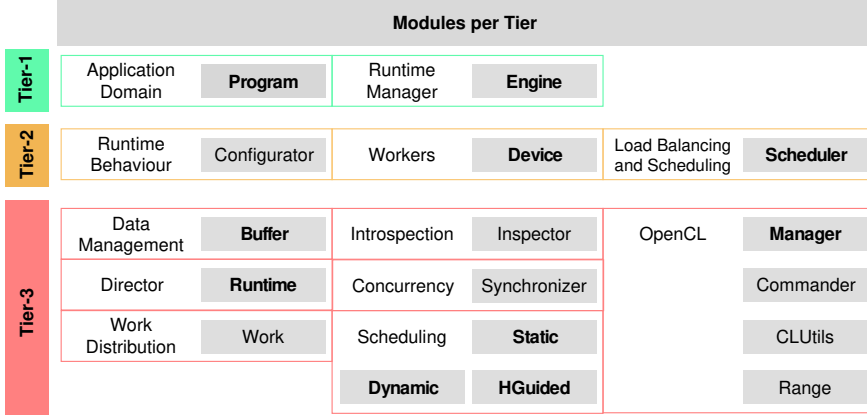 Modules per Tier
Tier-1
Application
Domain
Program
Runtime
Manager
Engine
Tier-2
Runtime
Behaviour
Configurator
Workers
Device
Load Balancing
and Scheduling
Scheduler
Tier-3
Data
Management
Buffer
Introspection
Inspector
OpenCL
Manager
Director
Runtime
Concurrency
Synchronizer
Commander
Work
Distribution
Work
Scheduling
Static
CLUtils
Dynamic
HGuided
Range